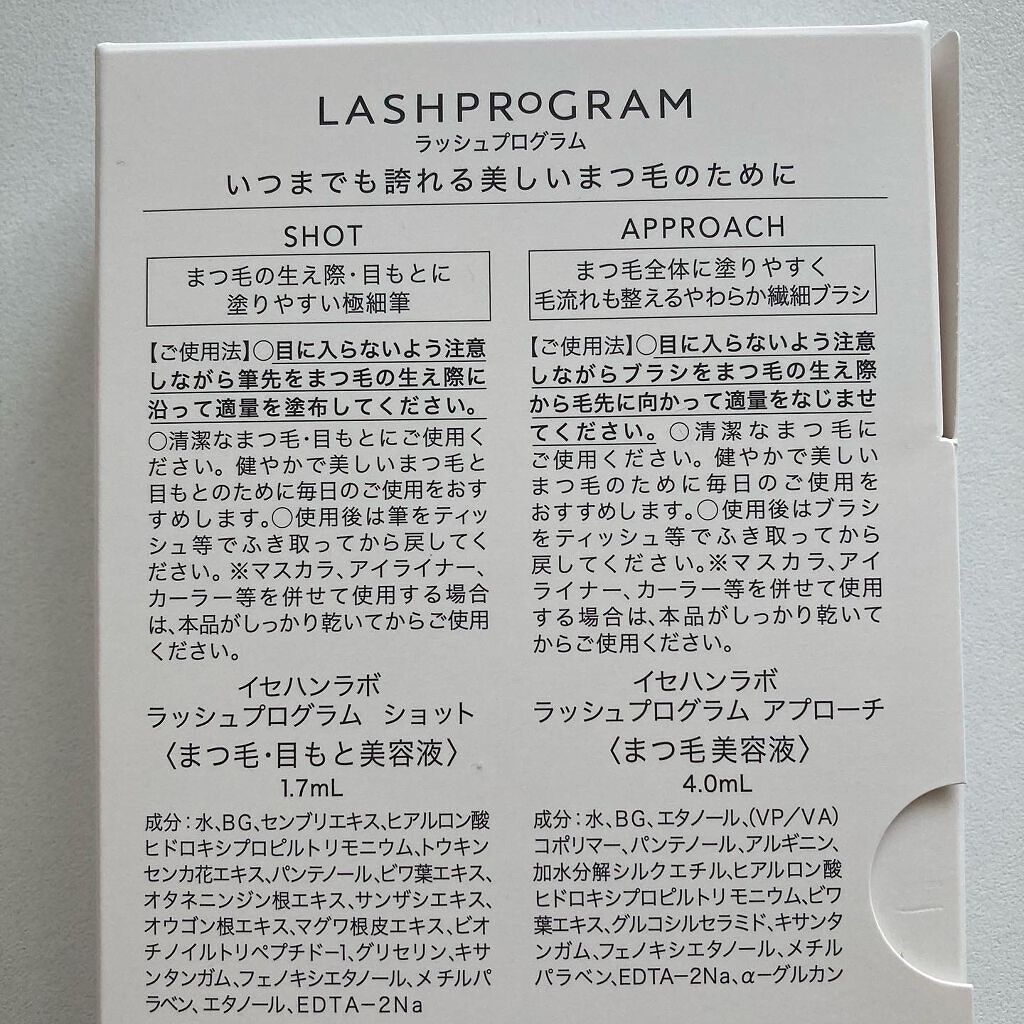 LASHPROGRAM
ラッシュプログラム
いつまでも誇れる美しいまつ毛のために
SHOT
まつ毛の生え際・目もとに
塗りやすい極細筆
【ご使用法】○目に入らないよう注意
しながら筆先をまつ毛の生え際に
沿って適量を塗布してください。
○清潔なまつ毛・目もとにご使用く
ださい。健やかで美しいまつ毛と
目もとのために毎日のご使用をおす
すめします。○使用後は筆をティッ
シュ等でふき取ってから戻してく
ださい。※マスカラ、アイライナー、
カーラー等を併せて使用する場合
は、本品がしっかり乾いてからご使用
ください。
イセハンラボ
ラッシュプログラム ショット
〈まつ毛・目もと美容液〉
1.7mL
成分：水、BG、センブリエキス、ヒアルロン酸
ヒドロキシプロピルトリモニウム、トウキン
センカ花エキス、パンテノール、ビワ葉エキス、
オタネニンジン根エキス、サンザシエキス、
オウゴン根エキス、マグワ根皮エキス、ビオ
チノイルトリペプチド-1、グリセリン、キサ
ンタンガム、フェノキシエタノール、メチルパ
ラベン、エタノール、EDTA-2Na
APPROACH
まつ毛全体に塗りやすく
毛流れも整えるやわらか繊細ブラシ
【ご使用法】○目に入らないよう注意
しながらブラシをまつ毛の生え際
から毛先に向かって適量をなじませ
てください。○清潔なまつ毛に
ご使用ください。健やかで美しい
まつ毛のために毎日のご使用を
おすすめします。○使用後はブラシ
をティッシュ等でふき取ってから
戻してください。※マスカラ、アイ
ライナー、カーラー等を併せて使用
する場合は、本品がしっかり乾いて
からご使用ください。
イセハンラボ
ラッシュプログラム アプローチ
〈まつ毛美容液〉
4.0mL
成分：水、BG、エタノール、(VP/VA)
コポリマー、パンテノール、アルギニン、
加水分解シルクエチル、ヒアルロン酸
ヒドロキシプロピルトリモニウム、ビワ
葉エキス、グルコシルセラミド、キサンタ
ンガム、フェノキシエタノール、メチル
パラベン、EDTA-2Na、α-グルカン